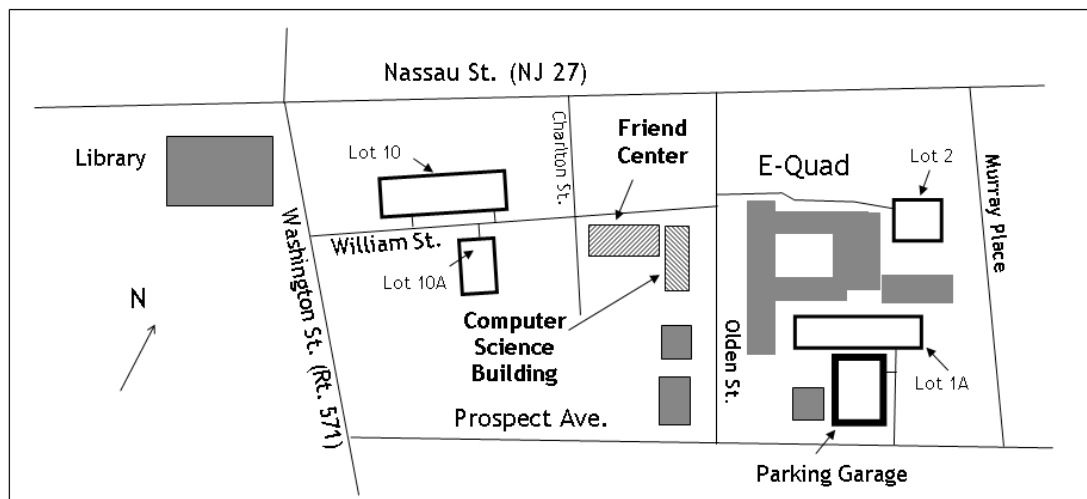 Nassau St. (NJ 27)
Library
Lot 10
Charlton St.
Friend
Center
E-Quad
Lot 2
Murray Place
Washington St. (Rt. 571)
William St.
Lot 10A
N
Computer
Science
Building
Olden St.
Lot 1A
Prospect Ave.
Parking Garage